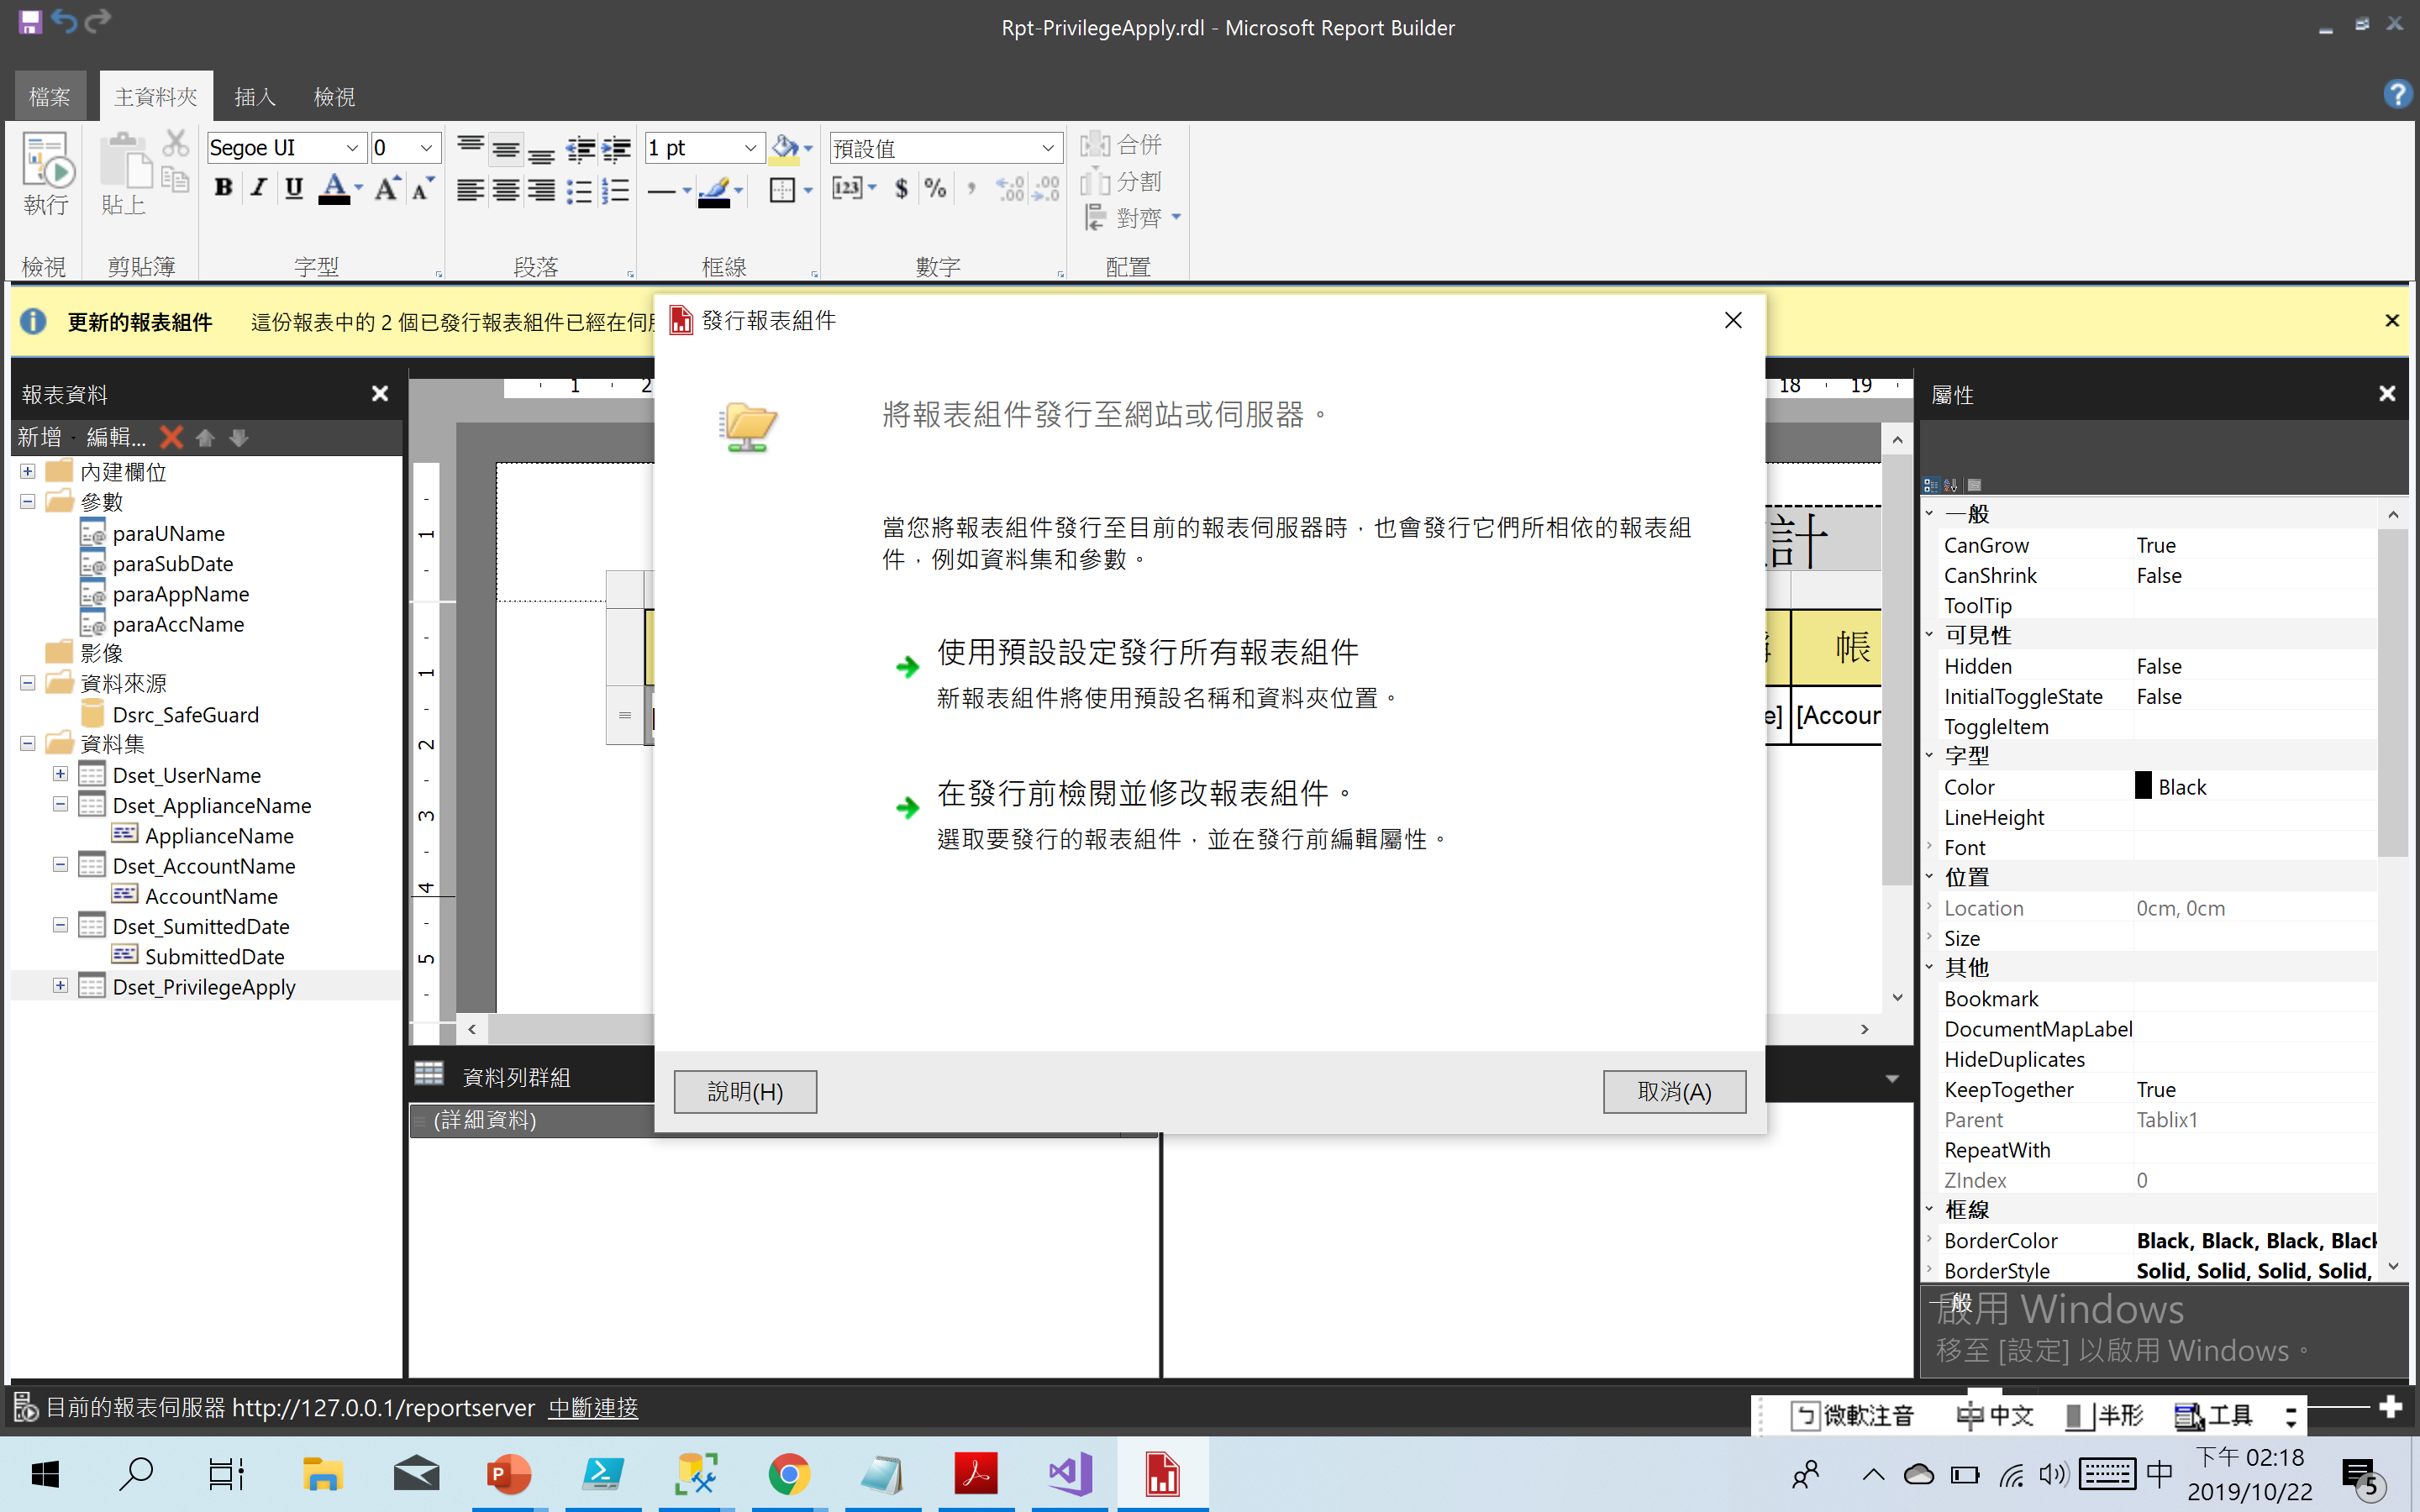 Rpt-PrivilegeApply.rdl - Microsoft Report Builder
檔案 主資料夾 插入 檢視
Segoe UI 0 1 pt 預設值 合併
分割
執行 貼上 對齊
檢視 剪貼簿 字型 段落 框線 數字 配置
更新的報表組件 這份報表中的 2 個已發行報表組件已經在伺服
發行報表組件
將報表組件發行至網站或伺服器。
當您將報表組件發行至目前的報表伺服器時，也會發行它們所相依的報表組
件，例如資料集和參數。
使用預設設定發行所有報表組件
新報表組件將使用預設名稱和資料夾位置。
在發行前檢閱並修改報表組件。
選取要發行的報表組件，並在發行前編輯屬性。
說明(H) 取消(A)
報表資料
新增 編輯...
內建欄位
參數
paraUName
paraSubDate
paraAppName
paraAccName
影像
資料來源
Dsrc_SafeGuard
資料集
Dset_UserName
Dset_ApplianceName
ApplianceName
Dset_AccountName
AccountName
Dset_SumittedDate
SubmittedDate
Dset_PrivilegeApply
1 2 18 19
1
1
2
3
4
5
計
帳
e] [Accour
資料列群組
(詳細資料)
屬性
一般
CanGrow True
CanShrink False
ToolTip
可見性
Hidden False
InitialToggleState False
ToggleItem
字型
Color Black
LineHeight
Font
位置
Location 0cm, 0cm
Size
其他
Bookmark
DocumentMapLabel
HideDuplicates
KeepTogether True
Parent Tablix1
RepeatWith
ZIndex 0
框線
BorderColor Black, Black, Black, Black
BorderStyle Solid, Solid, Solid, Solid,
一般
啟用 Windows
移至 [設定] 以啟用 Windows。
目前的報表伺服器 http://127.0.0.1/reportserver 中斷連接
微軟注音 中文 半形 工具
中 下午 02:18
2019/10/22
5